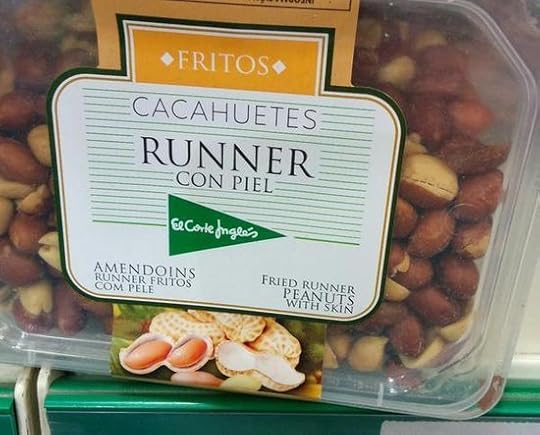 ◆FRITOS◆
CACAHUETES
RUNNER
CON PIEL
El Corte Inglés
AMENDOINS
RUNNER FRITOS
COM PELE
FRIED RUNNER
PEANUTS
WITH SKIN